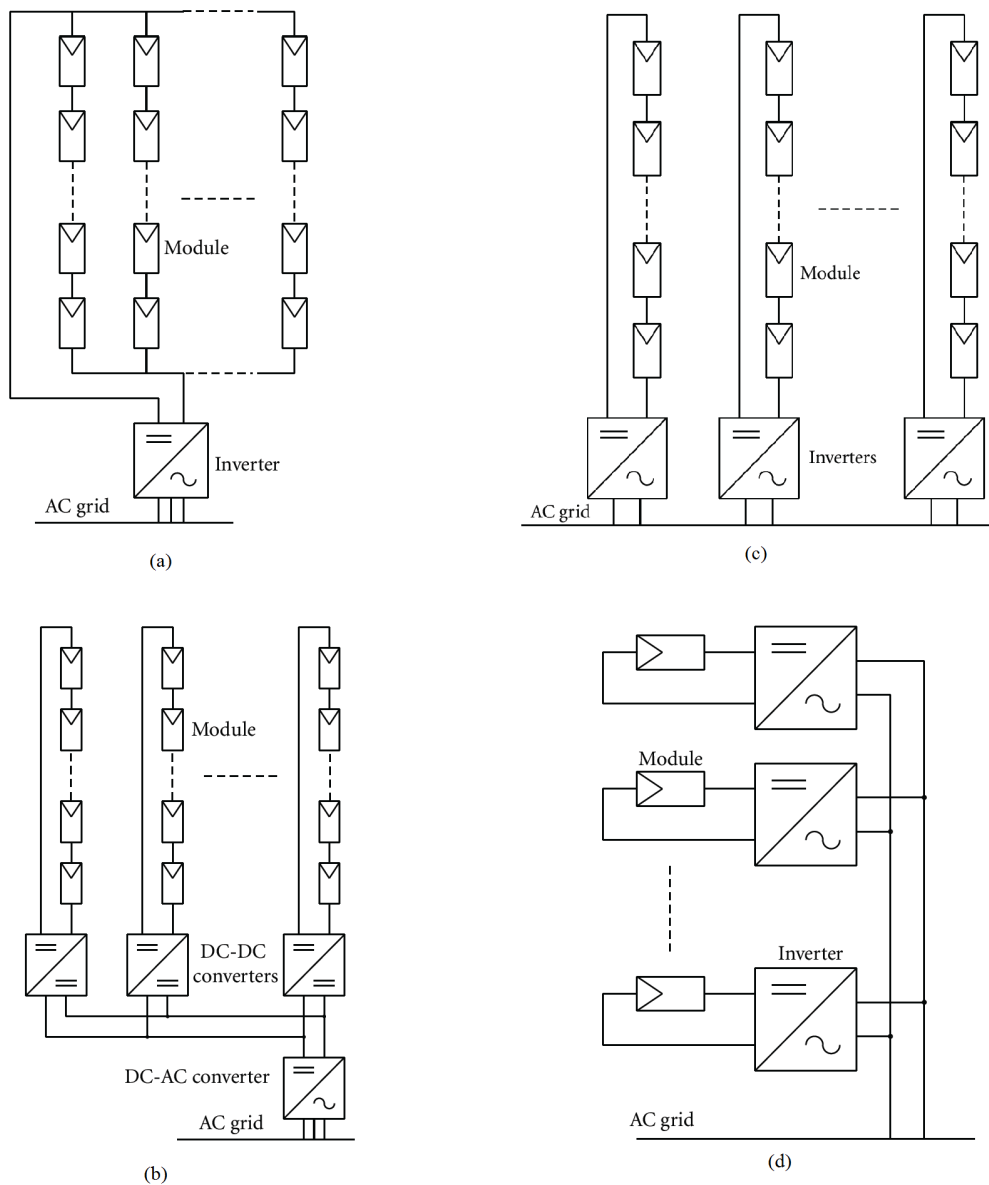 Module
Inverter
AC grid
(a)
Module
Inverters
AC grid
(c)
Module
DC-DC
converters
DC-AC converter
AC grid
(b)
Module
Inverter
AC grid
(d)